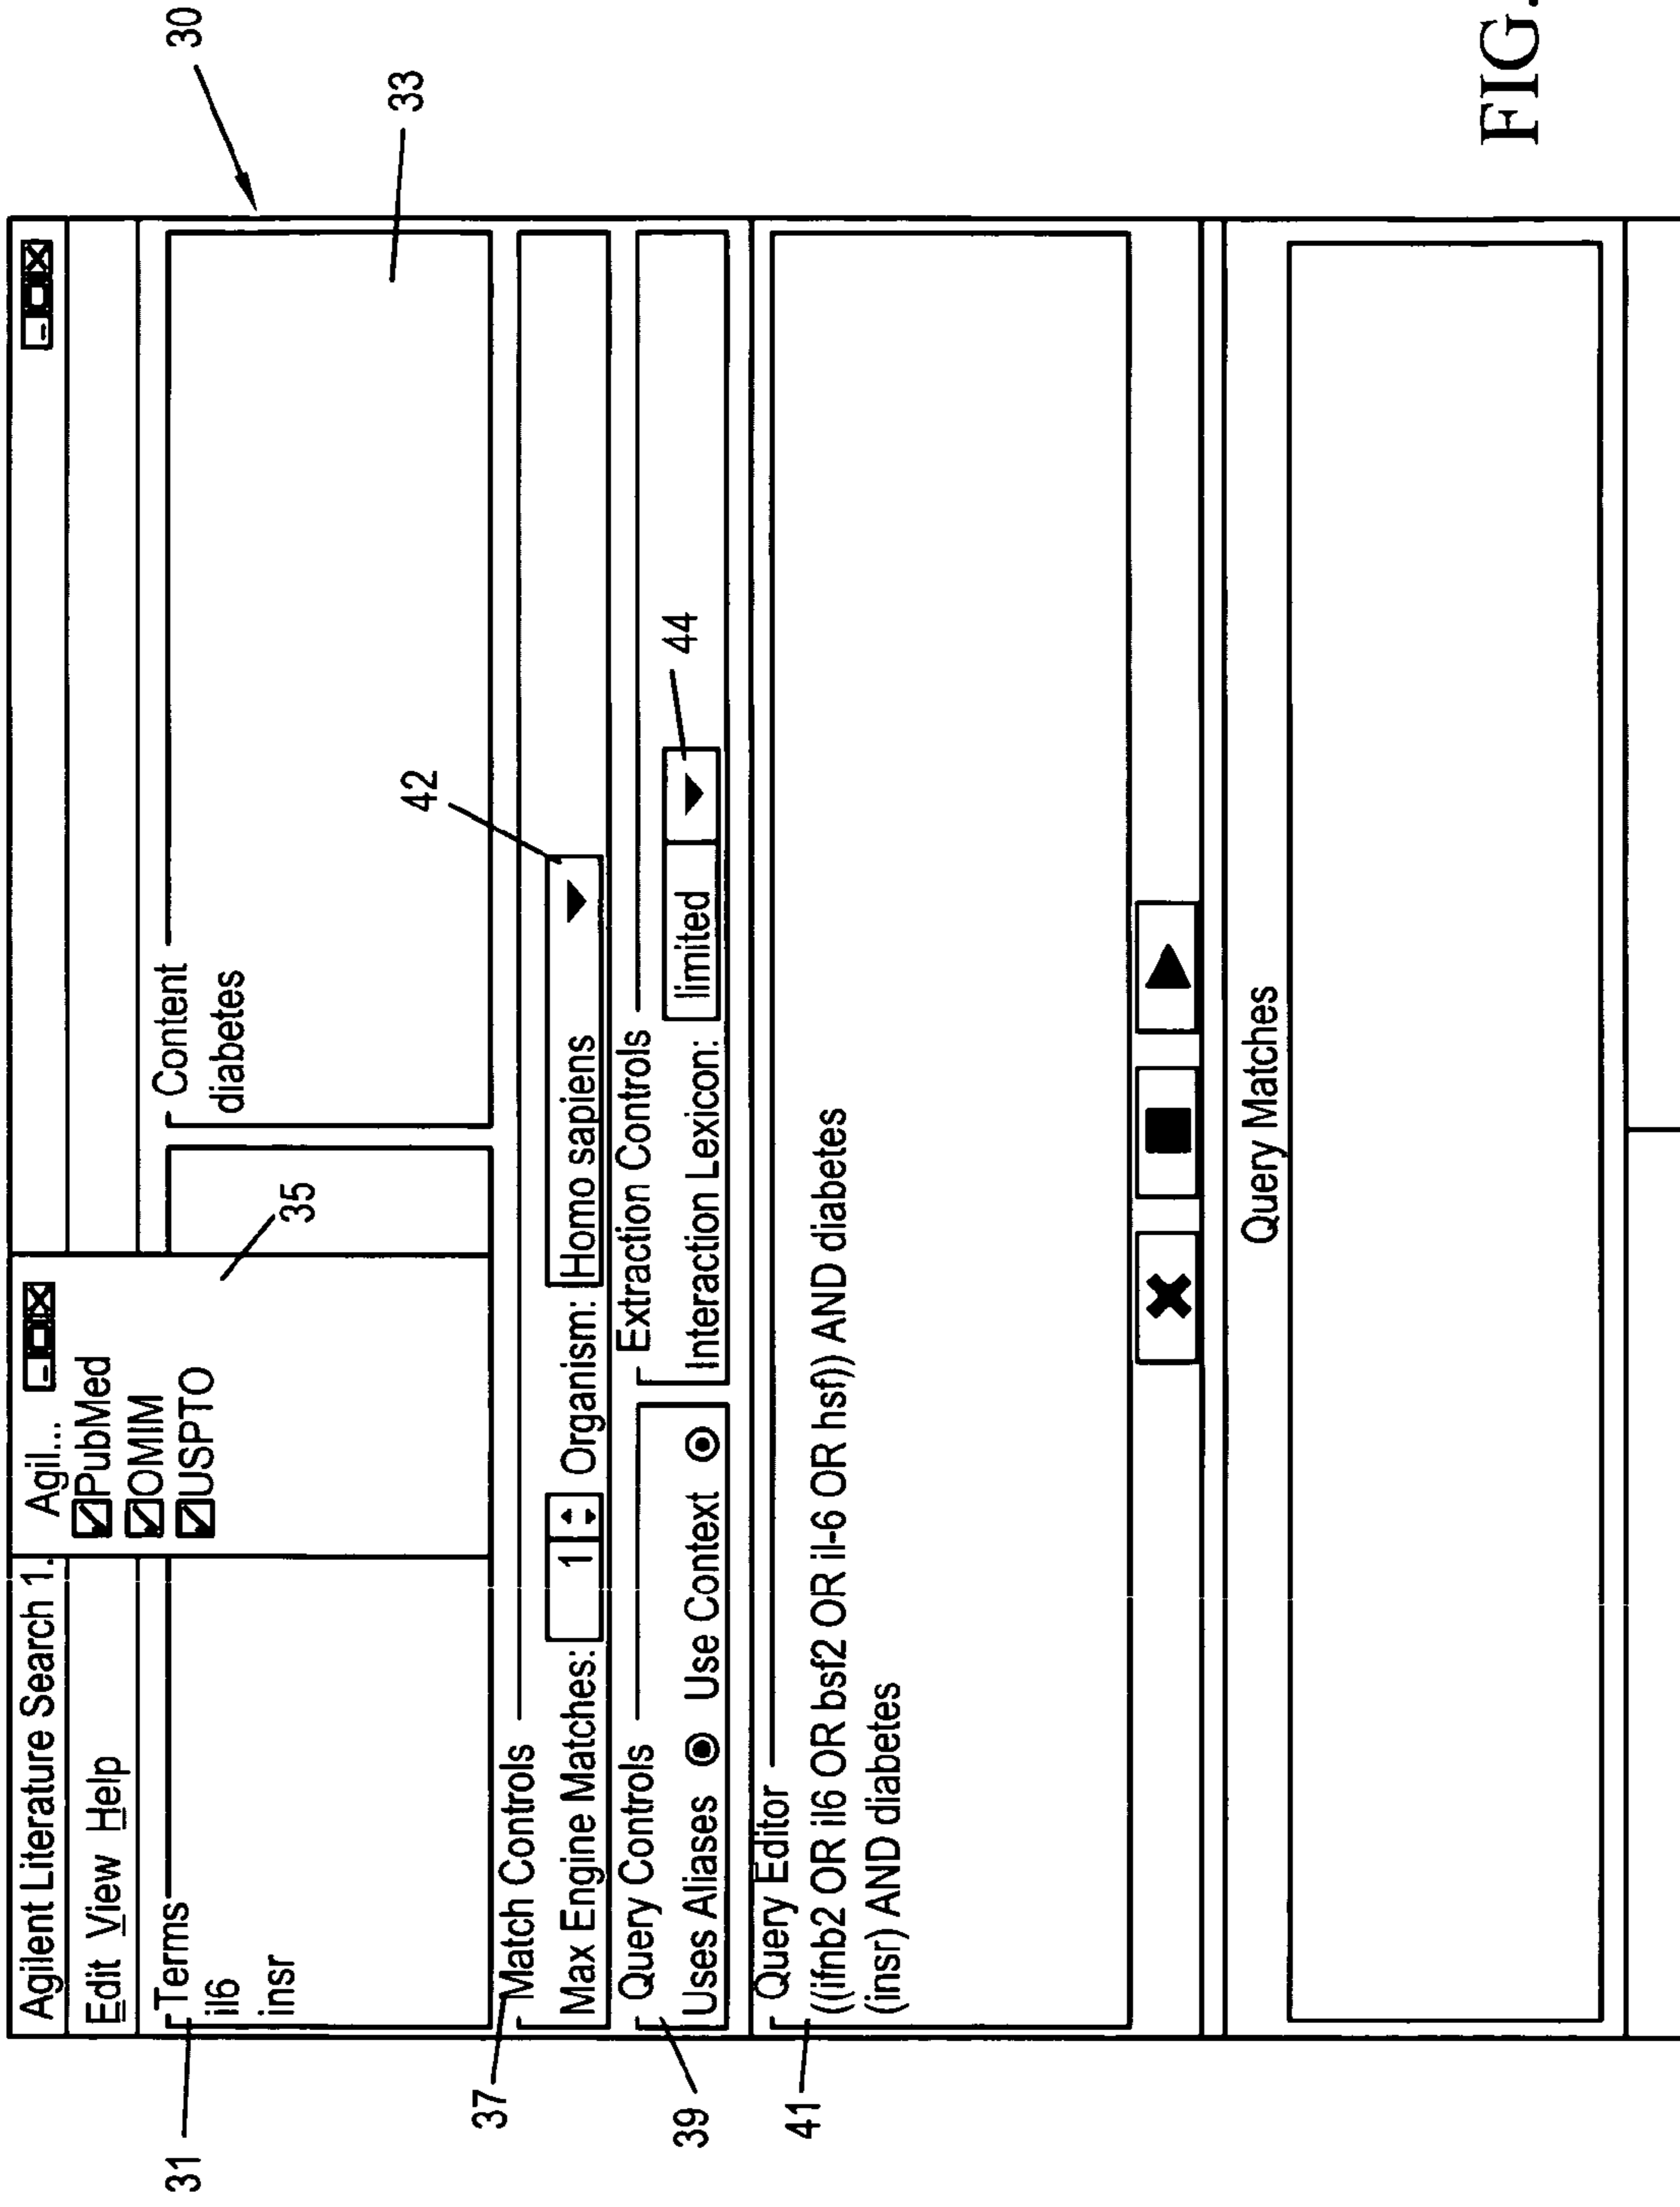 30
Agilent Literature Search 1.
Agil...
PubMed
OMIM
USPTO
35
Edit View Help
31
Terms
il6
insr
Content
diabetes
33
42
37
Match Controls
Max Engine Matches: 1 Organism: Homo sapiens
39
Query Controls
Uses Aliases Use Context
Extraction Controls
Interaction Lexicon: limited
44
41
Query Editor
((ifnb2 OR il6 OR bsf2 OR il-6 OR hsf)) AND diabetes
(insr) AND diabetes
Query Matches
FIG.